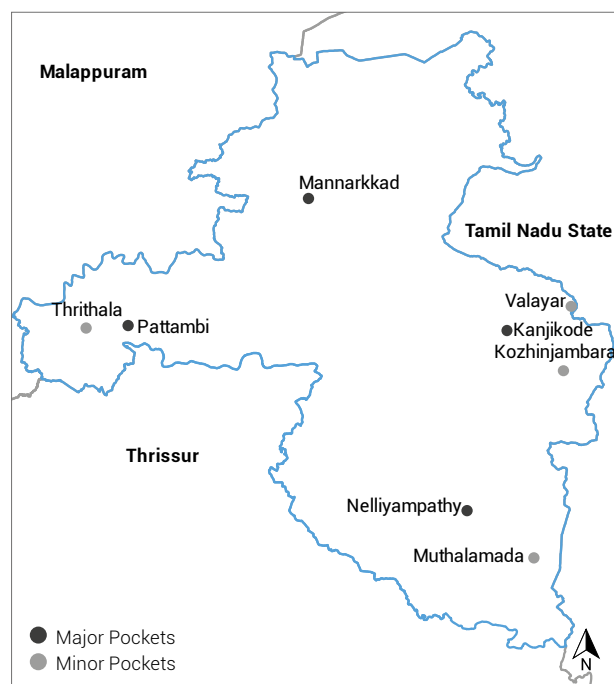 Malappuram
Mannarkkad
Tamil Nadu State
Valayar
Thrithala
Pattambi
Kanjikode
Kozhinjambara
Thrissur
Nelliyampathy
Muthalamada
Major Pockets
Minor Pockets
N